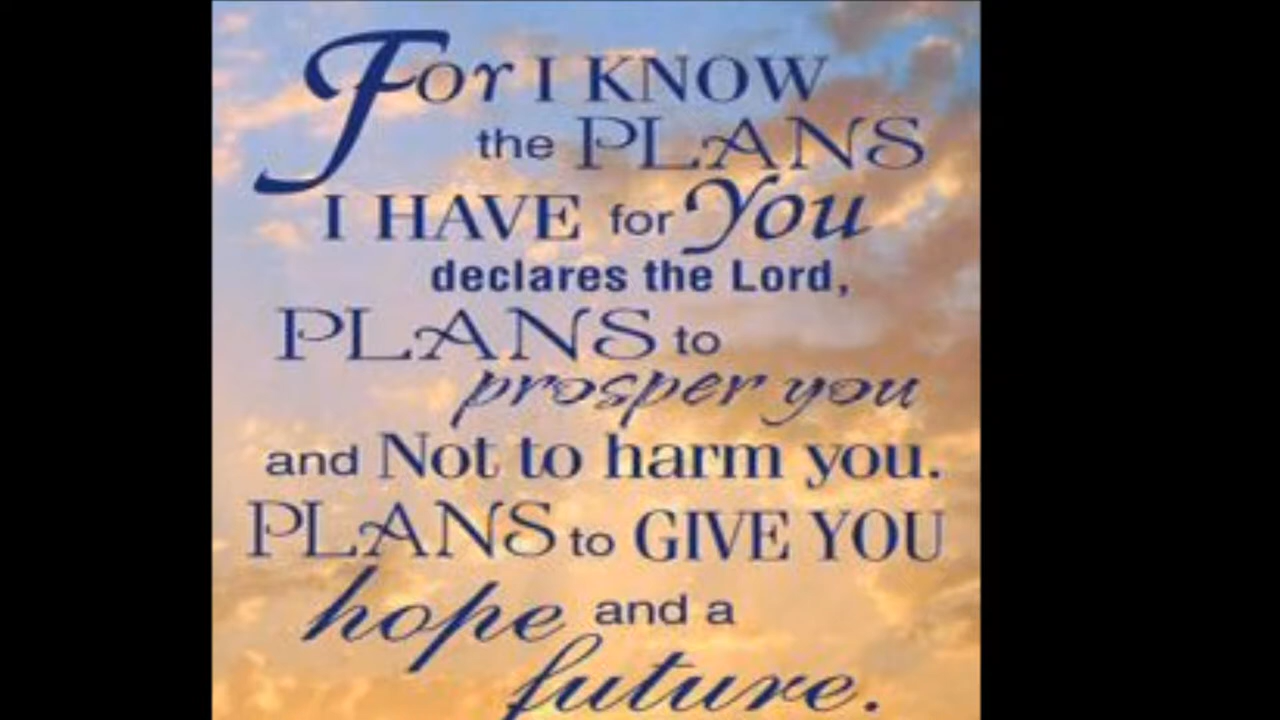 For I KNOW
the PLANS
I HAVE for You
declares the Lord,
PLANS to
prosper you
and Not to harm you.
PLANS to GIVE YOU
hope and a
future.